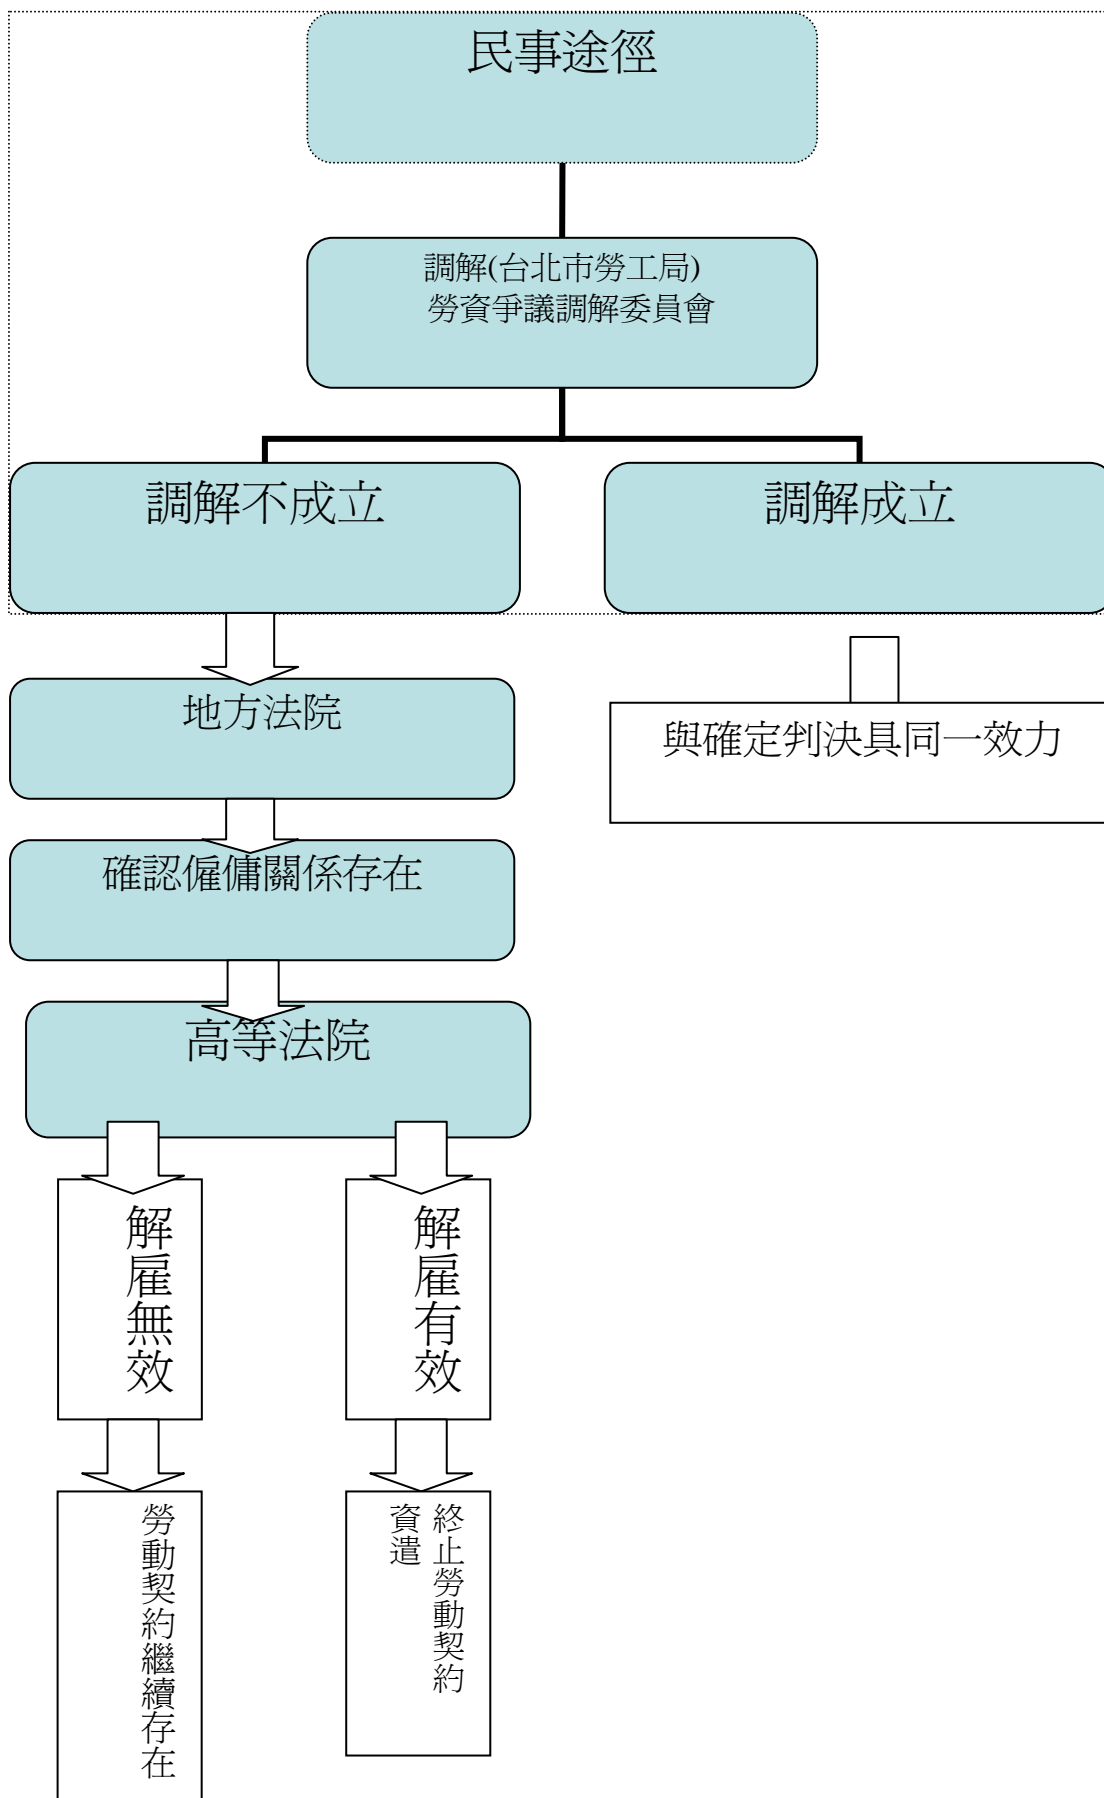 民事途徑
調解(台北市勞工局)
勞資爭議調解委員會
調解不成立
調解成立
地方法院
與確定判決具同一效力
確認僱傭關係存在
高等法院
解雇無效
解雇有效
勞動契約繼續存在
終止勞動契約
資遣